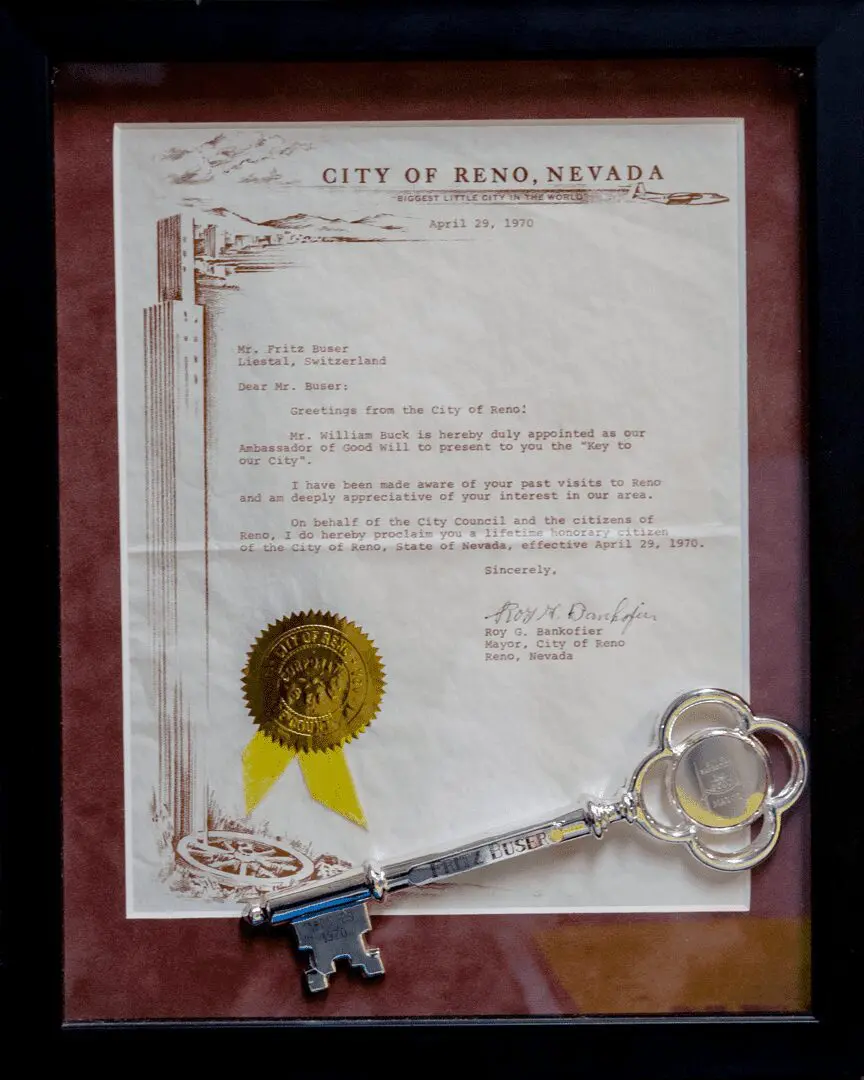 CITY OF RENO, NEVADA
"BIGGEST LITTLE CITY IN THE WORLD"
April 29, 1970
Mr. Fritz Buser
Liestal, Switzerland
Dear Mr. Buser:
Greetings from the City of Reno!
Mr. William Buck is hereby duly appointed as our
Ambassador of Good Will to present to you the "Key to
our City".
I have been made aware of your past visits to Reno
and am deeply appreciative of your interest in our area.
On behalf of the City Council and the citizens of
Reno, I do hereby proclaim you a lifetime honorary citizen
of the City of Reno, State of Nevada, effective April 29, 1970.
Sincerely,
Roy G. Bankofier
Roy G. Bankofier
Mayor, City of Reno
Reno, Nevada
CITY OF RENO
FRITZ BUSER
1970